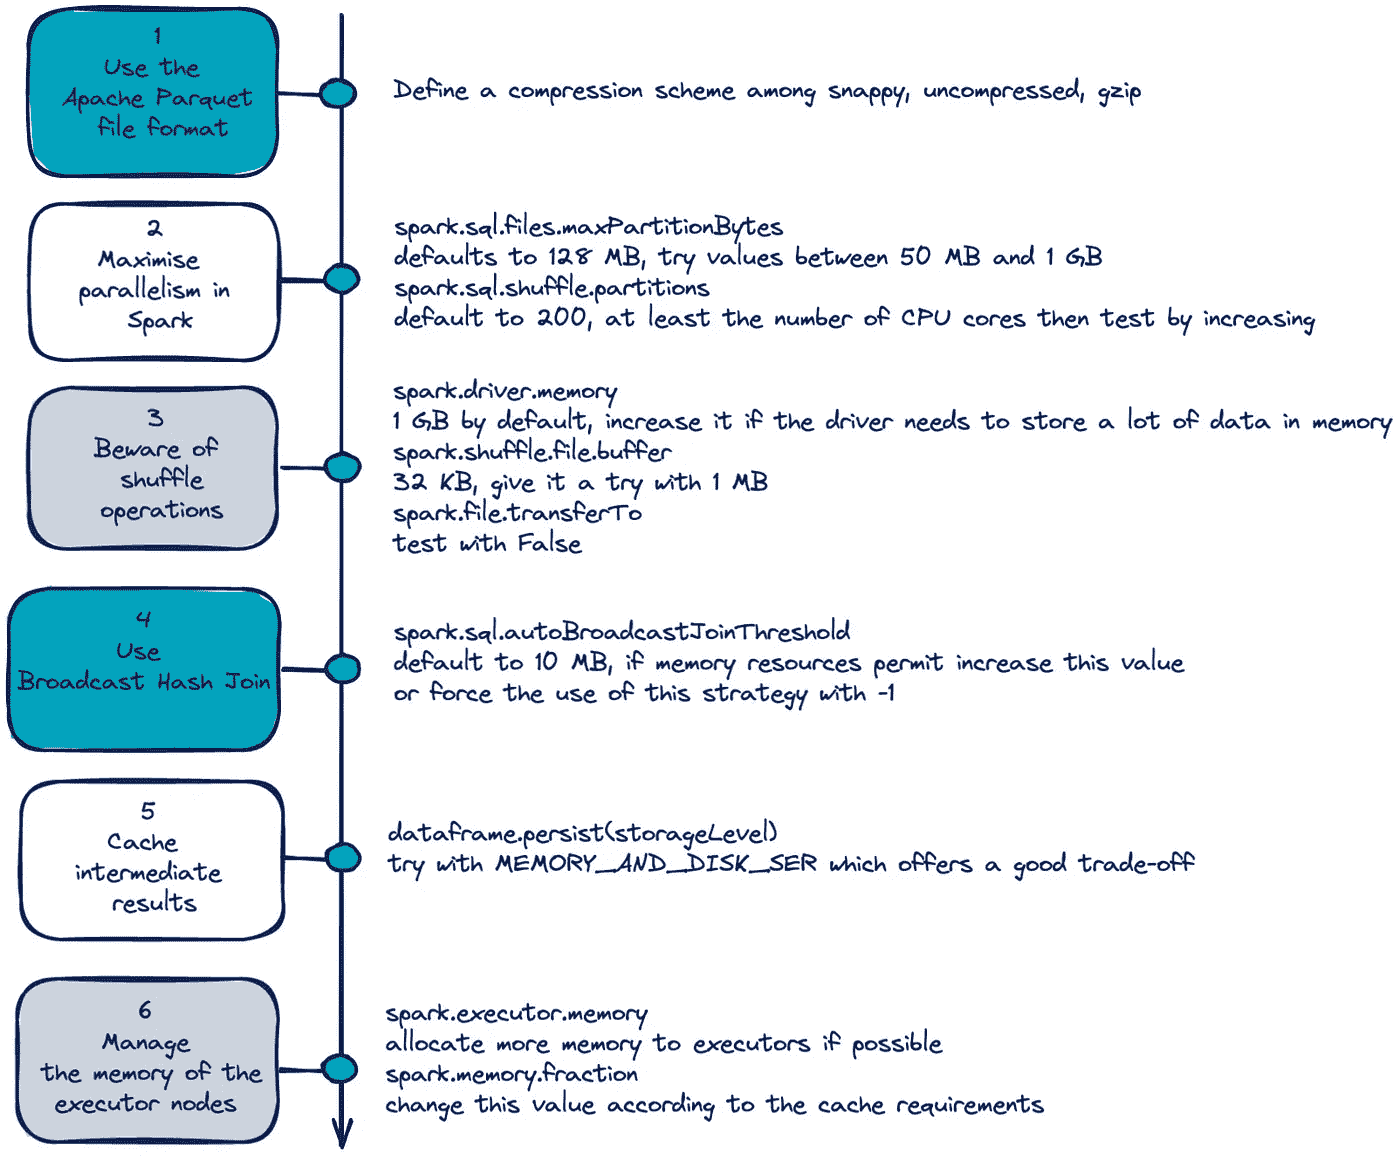 1
Use the
Apache Parquet
file format
Define a compression scheme among snappy, uncompressed, gzip
2
Maximise
parallelism in
Spark
spark.sql.files.maxPartitionBytes
defaults to 128 MB, try values between 50 MB and 1 GB
spark.sql.shuffle.partitions
default to 200, at least the number of CPU cores then test by increasing
3
Beware of
shuffle
operations
spark.driver.memory
1 GB by default, increase it if the driver needs to store a lot of data in memory
spark.shuffle.file.buffer
32 KB, give it a try with 1 MB
spark.file.transferTo
test with False
4
Use
Broadcast Hash Join
spark.sql.autoBroadcastJoinThreshold
default to 10 MB, if memory resources permit increase this value
or force the use of this strategy with -1
5
Cache
intermediate
results
dataframe.persist(storageLevel)
try with MEMORY_AND_DISK_SER which offers a good trade-off
6
Manage
the memory of the
executor nodes
spark.executor.memory
allocate more memory to executors if possible
spark.memory.fraction
change this value according to the cache requirements